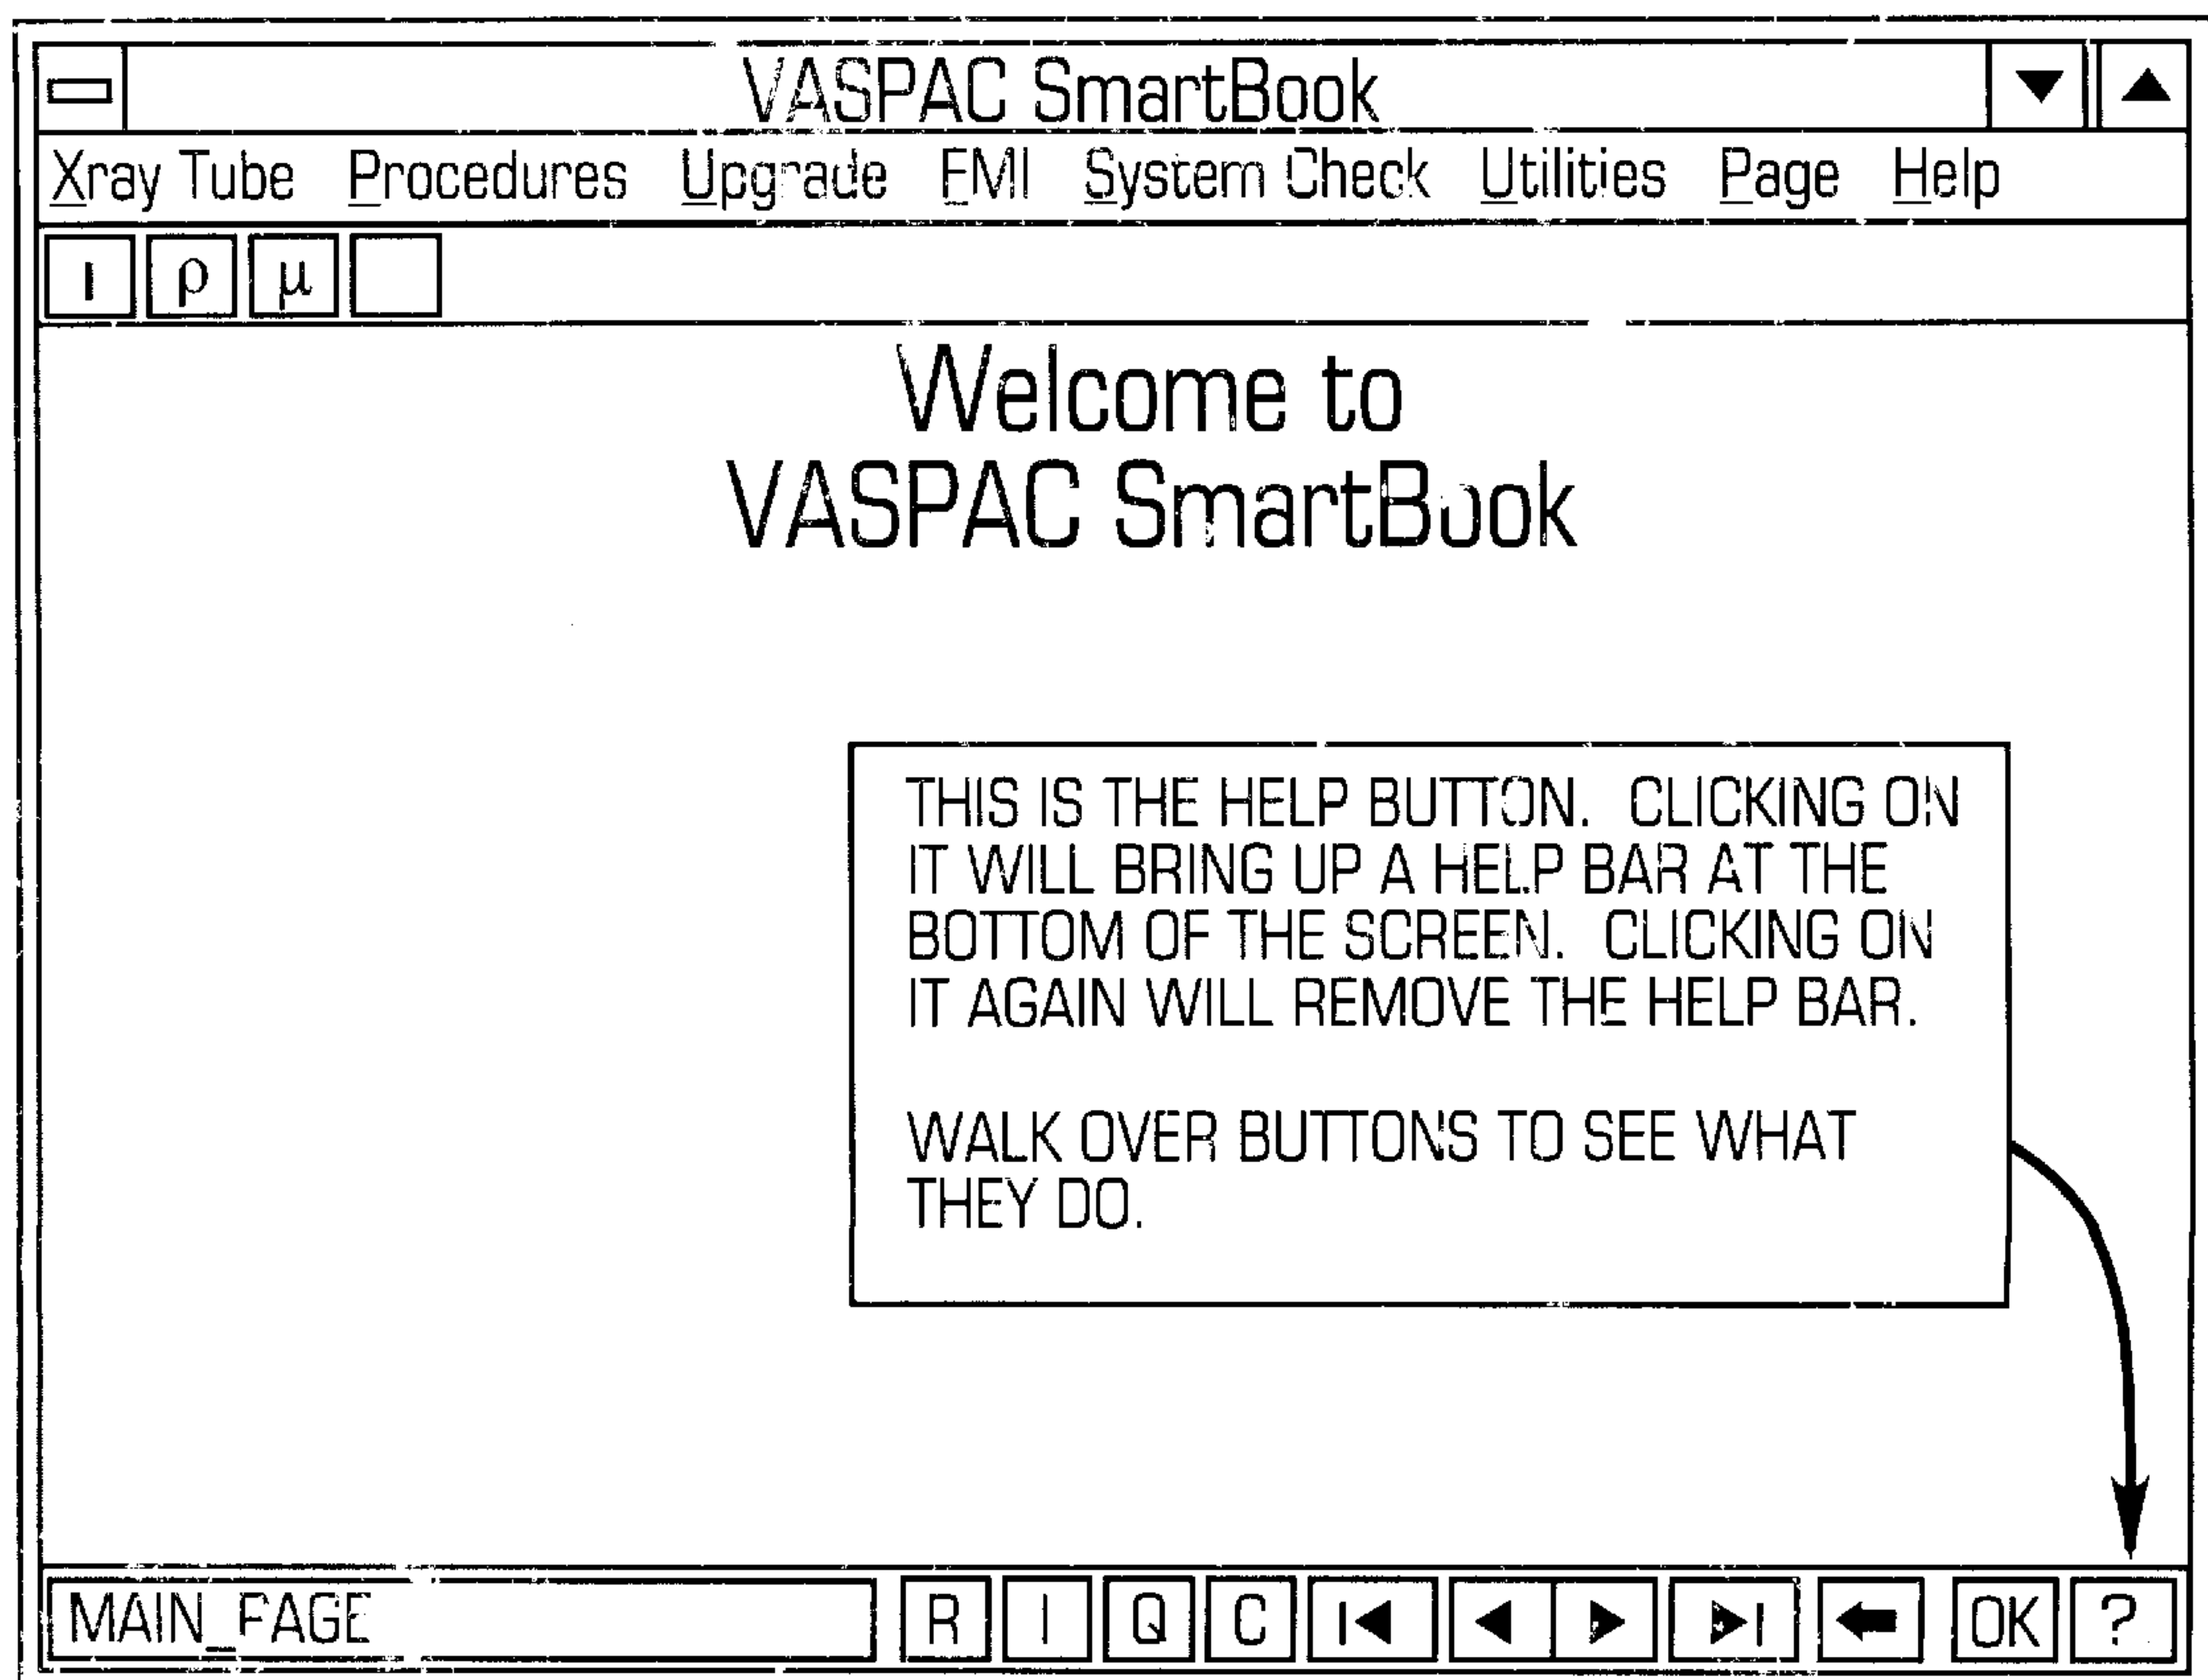 VASPAC SmartBook
Xray Tube Procedures Upgrade FMI System Check Utilities Page Help
ι ρ μ
Welcome to
VASPAC SmartBook
THIS IS THE HELP BUTTON. CLICKING ON
IT WILL BRING UP A HELP BAR AT THE
BOTTOM OF THE SCREEN. CLICKING ON
IT AGAIN WILL REMOVE THE HELP BAR.
WALK OVER BUTTONS TO SEE WHAT
THEY DO.
MAIN_PAGE R I Q C OK ?